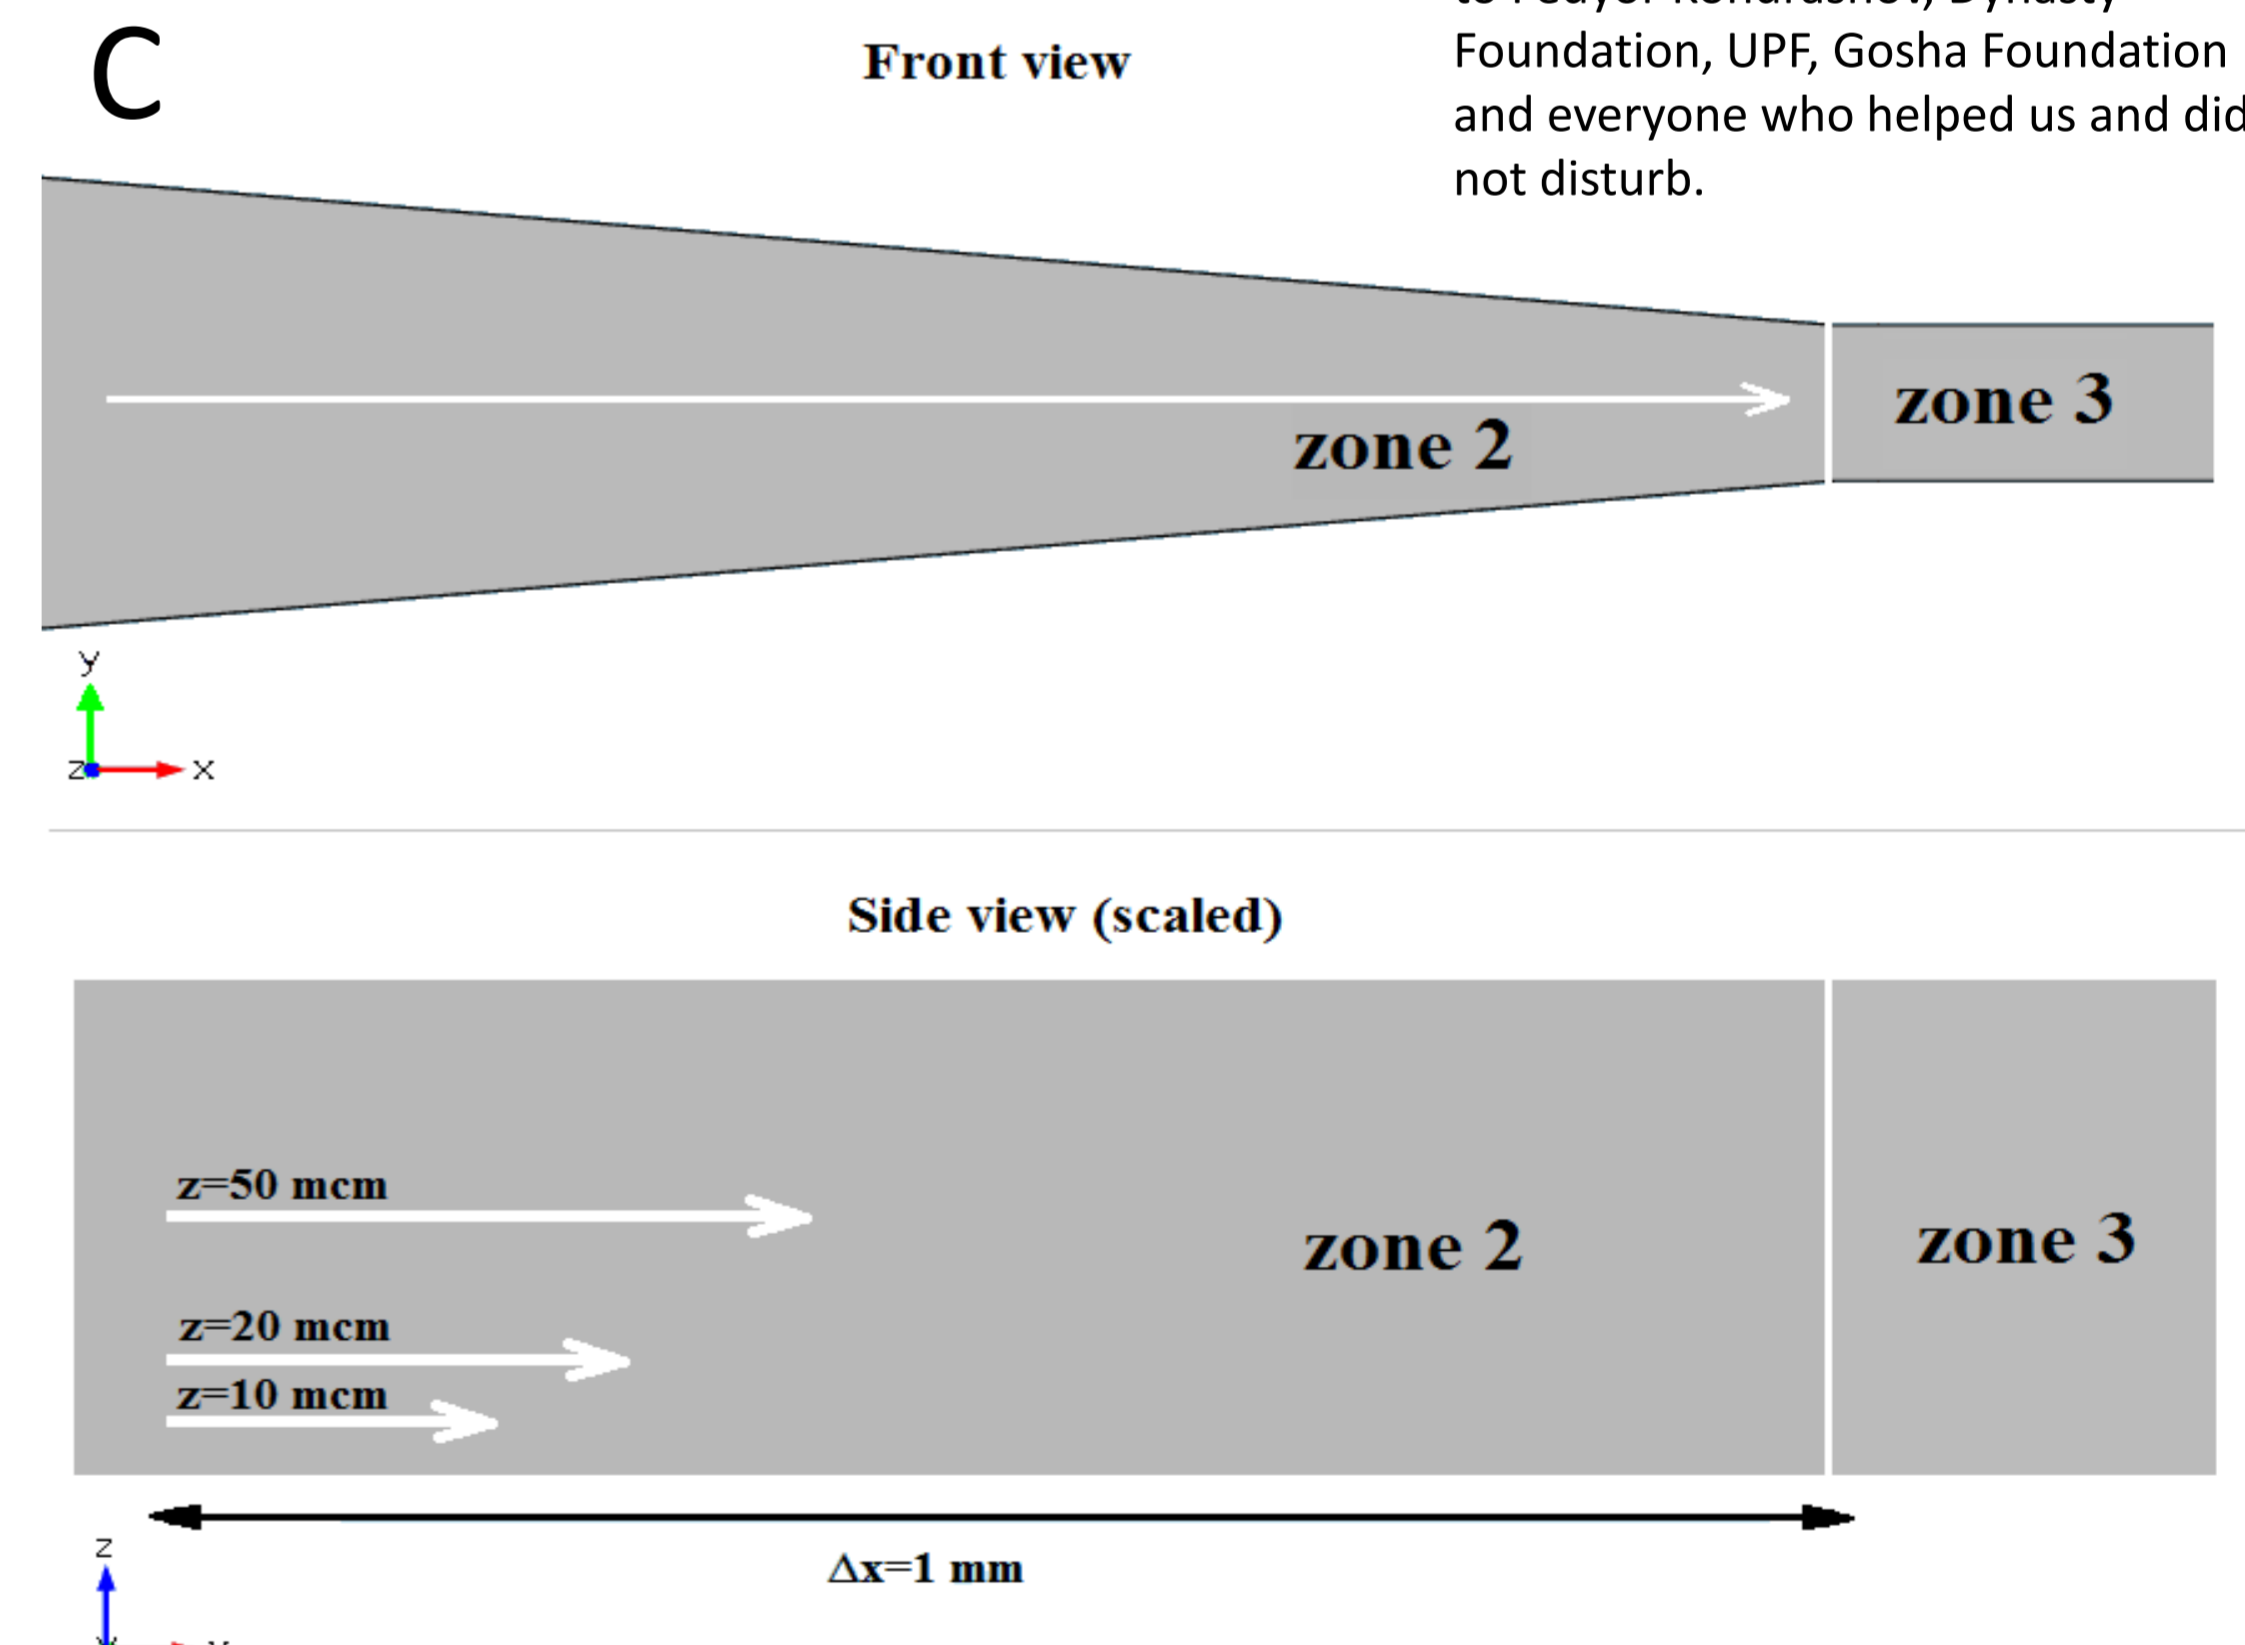 C
Front view
Foundation, UPF, Gosha Foundation
and everyone who helped us and did
not disturb.
zone 3
zone 2
y
z x
Side view (scaled)
z=50 mcm
zone 2
zone 3
z=20 mcm
z=10 mcm
Δx=1 mm
z